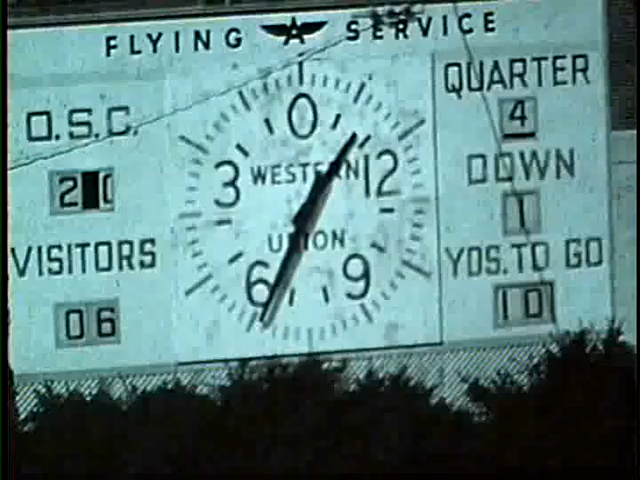 FLYING A SERVICE
O.S.C.
VISITORS
06
0
3
12
WESTERN
UNION
6
9
QUARTER
4
DOWN
1
YDS. TO GO
10